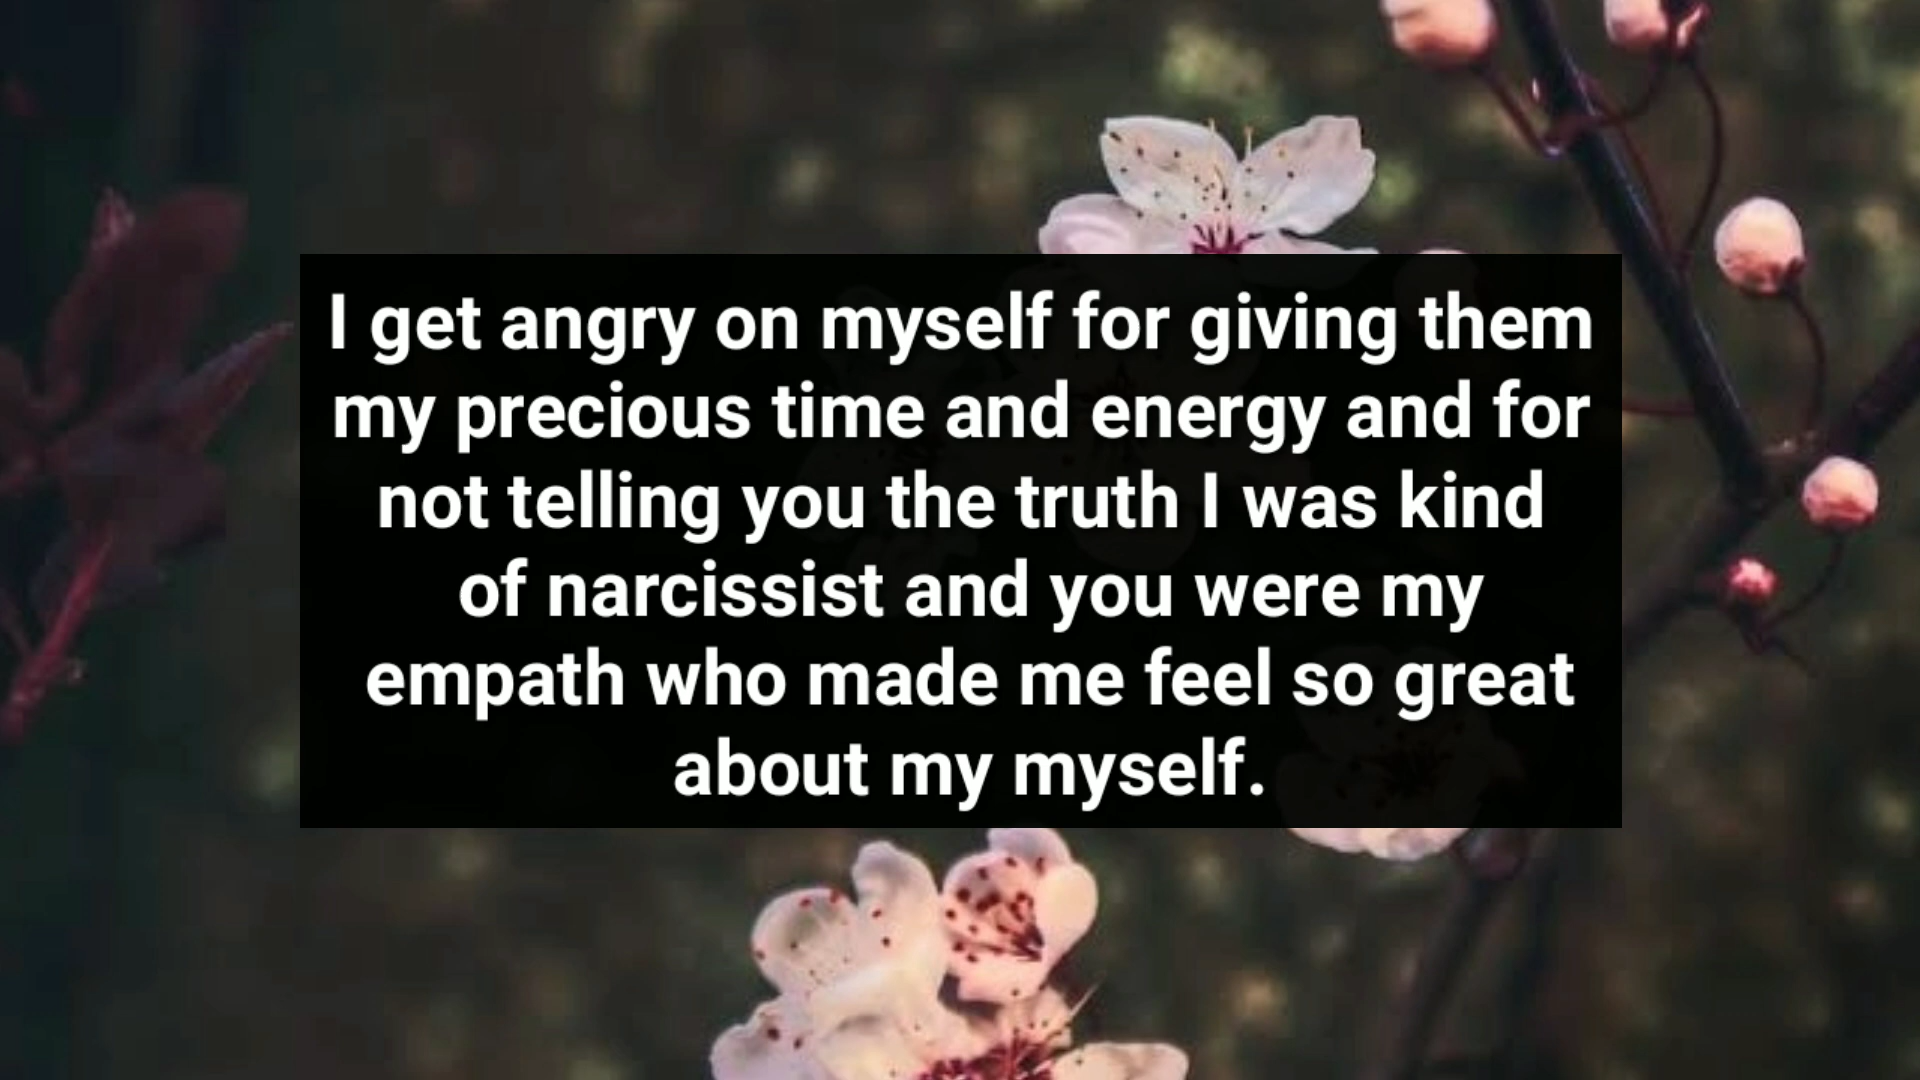 I get angry on myself for giving them
my precious time and energy and for
not telling you the truth I was kind
of narcissist and you were my
empath who made me feel so great
about my myself.